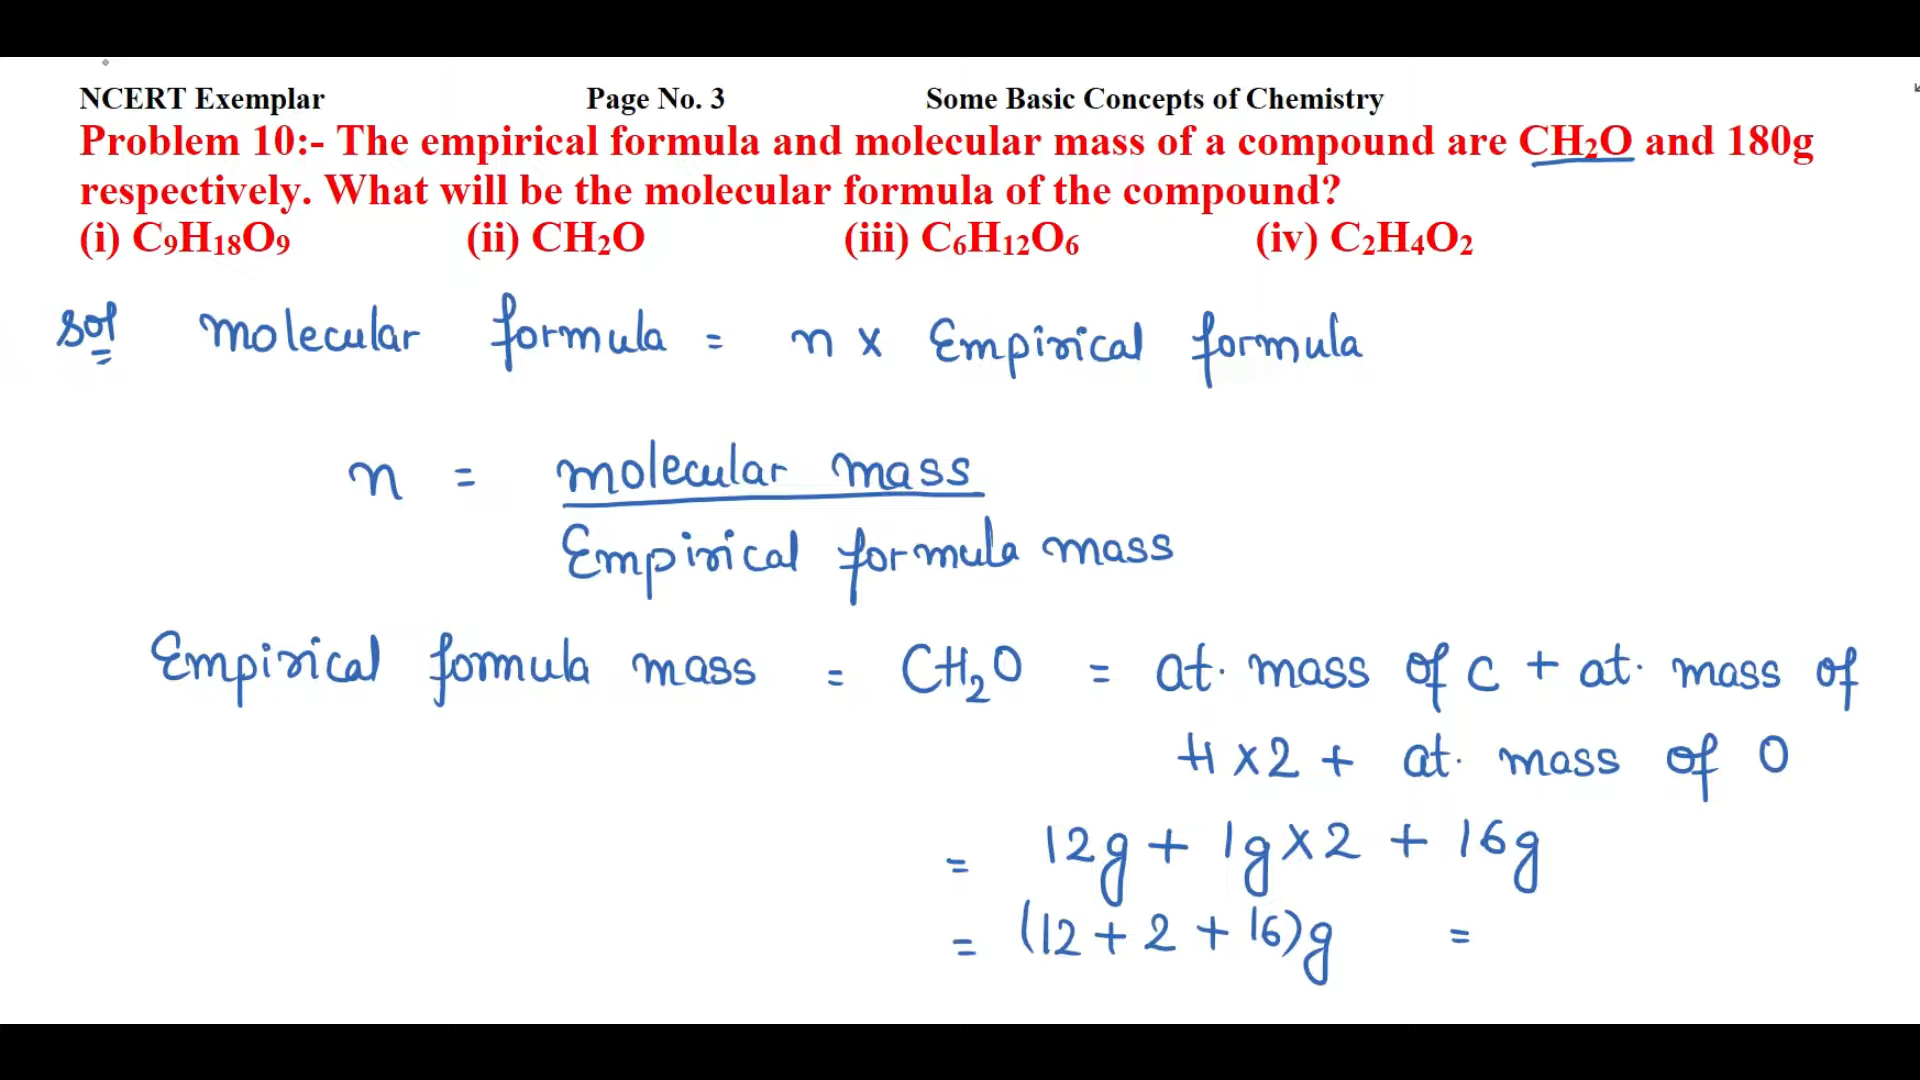 NCERT Exemplar Page No. 3 Some Basic Concepts of Chemistry
Problem 10:- The empirical formula and molecular mass of a compound are CH₂O and 180g
respectively. What will be the molecular formula of the compound?
(i) C₉H₁₈O₉ (ii) CH₂O (iii) C₆H₁₂O₆ (iv) C₂H₄O₂
Sol molecular formula = n × Empirical formula
n = molecular mass
Empirical formula mass
Empirical formula mass = CH₂O = at. mass of C + at. mass of
H × 2 + at. mass of O
= 12g + 1g × 2 + 16g
= (12 + 2 + 16)g =